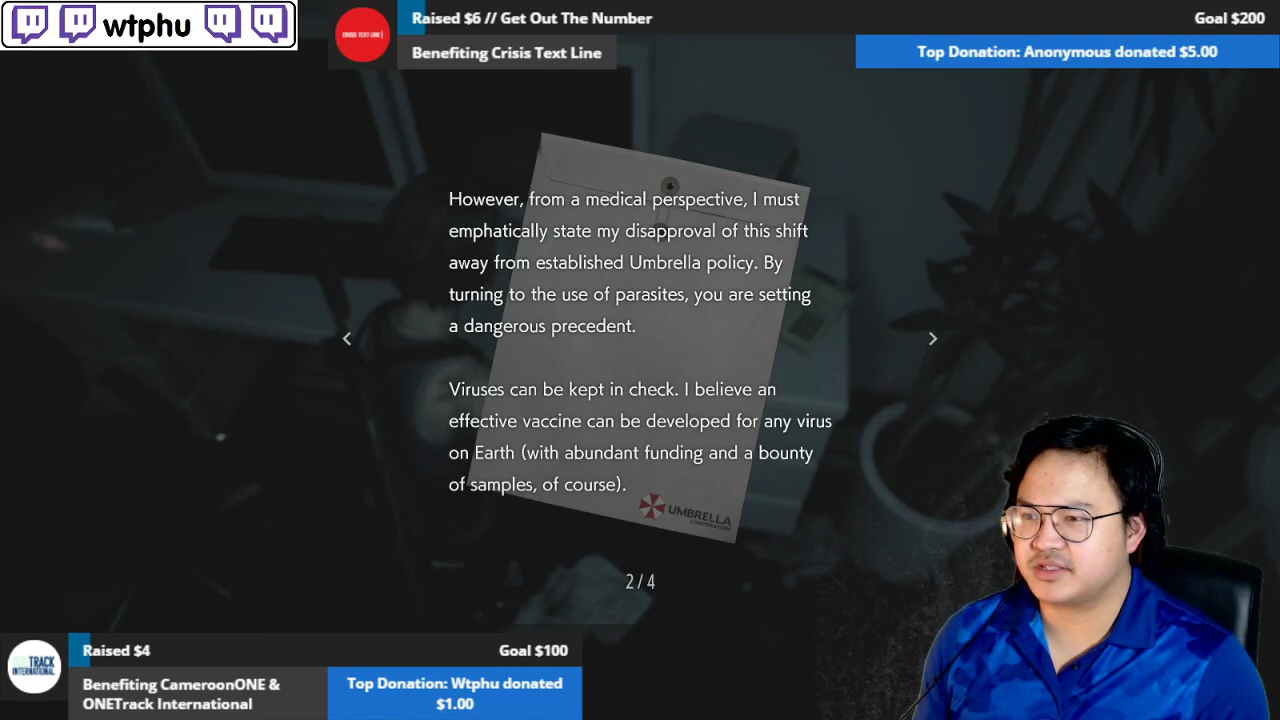 wtphu
CRISIS TEXT LINE
Raised $6 // Get Out The Number
Goal $200
Benefiting Crisis Text Line
Top Donation: Anonymous donated $5.00
However, from a medical perspective, I must
emphatically state my disapproval of this shift
away from established Umbrella policy. By
turning to the use of parasites, you are setting
a dangerous precedent.
Viruses can be kept in check. I believe an
effective vaccine can be developed for any virus
on Earth (with abundant funding and a bounty
of samples, of course).
UMBRELLA
CORPORATION
2 / 4
TRACK
INTERNATIONAL
Raised $4
Goal $100
Benefiting CameroonONE &
ONETrack International
Top Donation: Wtphu donated
$1.00